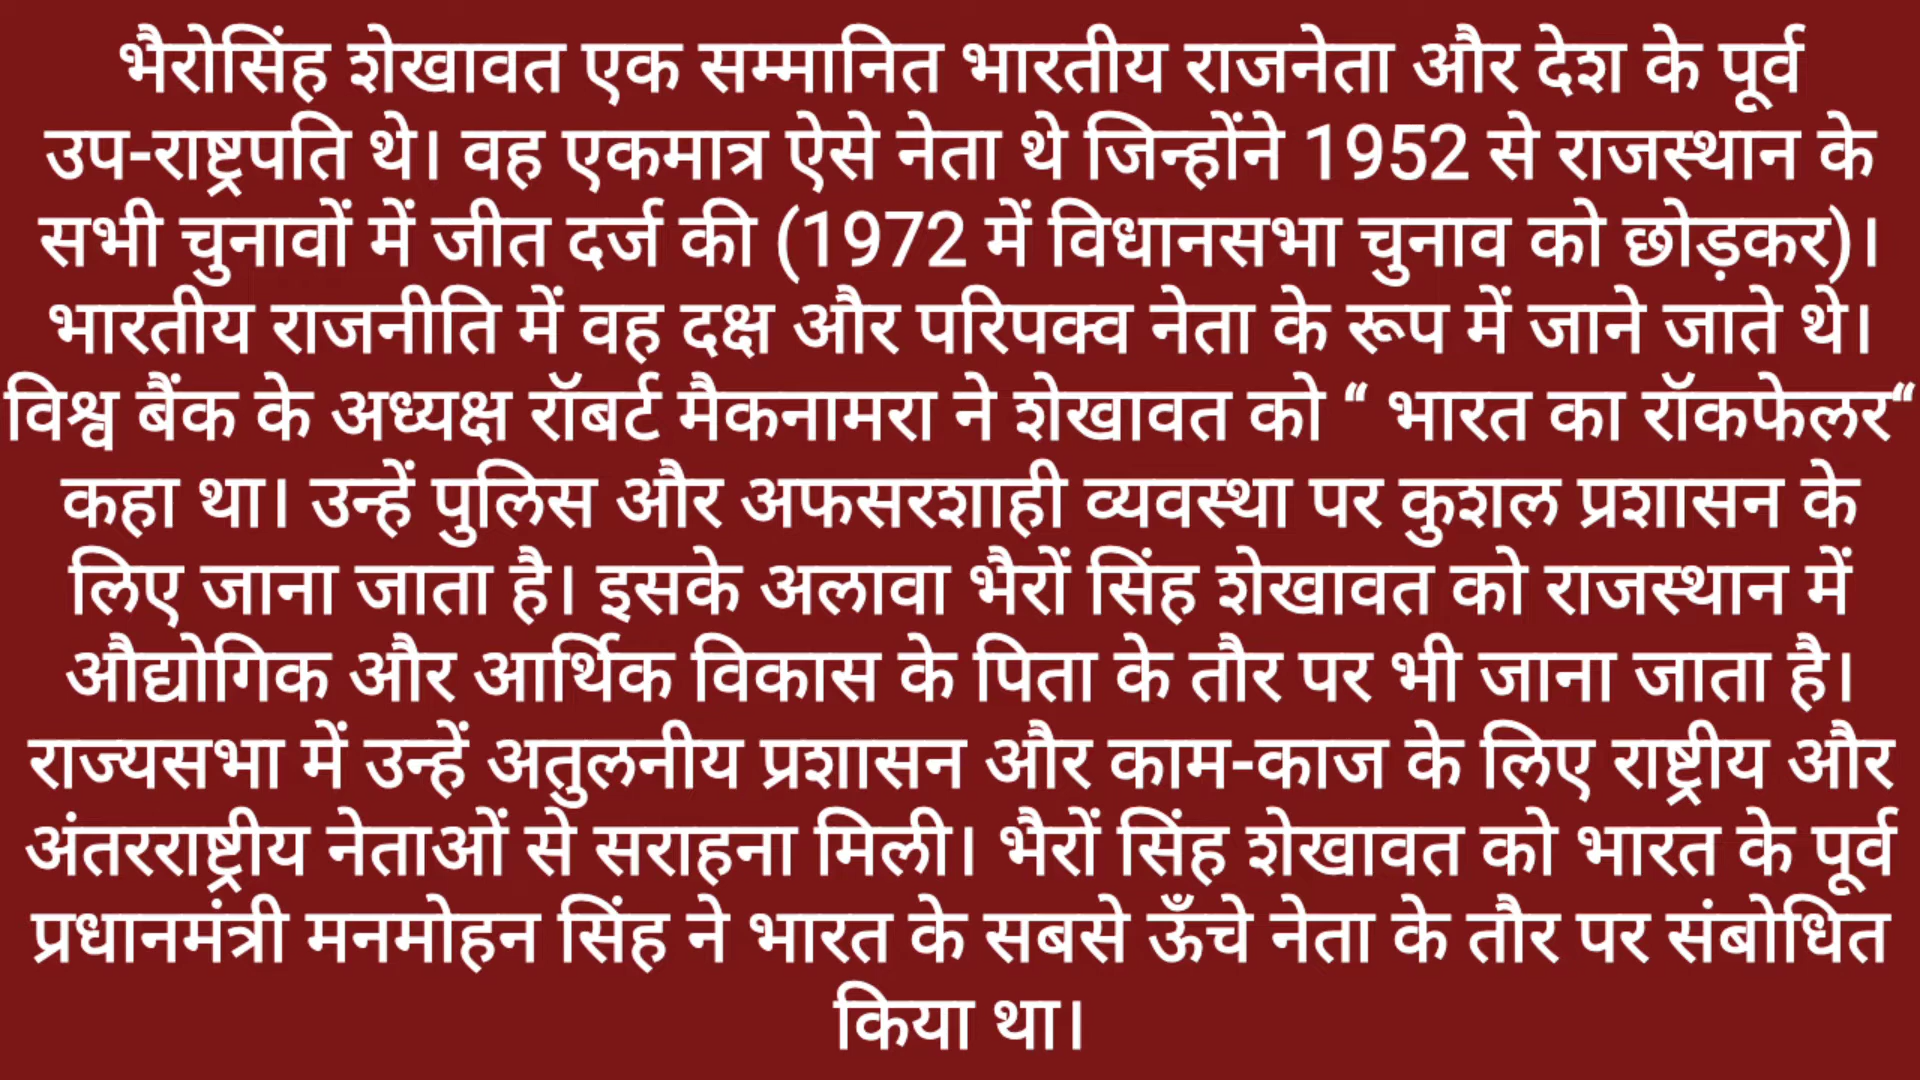 भैरोसिंह शेखावत एक सम्मानित भारतीय राजनेता और देश के पूर्व
उप-राष्ट्रपति थे। वह एकमात्र ऐसे नेता थे जिन्होंने 1952 से राजस्थान के
सभी चुनावों में जीत दर्ज की (1972 में विधानसभा चुनाव को छोड़कर)।
भारतीय राजनीति में वह दक्ष और परिपक्व नेता के रूप में जाने जाते थे।
विश्व बैंक के अध्यक्ष रॉबर्ट मैकनामरा ने शेखावत को “ भारत का रॉकफेलर“
कहा था। उन्हें पुलिस और अफसरशाही व्यवस्था पर कुशल प्रशासन के
लिए जाना जाता है। इसके अलावा भैरों सिंह शेखावत को राजस्थान में
औद्योगिक और आर्थिक विकास के पिता के तौर पर भी जाना जाता है।
राज्यसभा में उन्हें अतुलनीय प्रशासन और काम-काज के लिए राष्ट्रीय और
अंतरराष्ट्रीय नेताओं से सराहना मिली। भैरों सिंह शेखावत को भारत के पूर्व
प्रधानमंत्री मनमोहन सिंह ने भारत के सबसे ऊँचे नेता के तौर पर संबोधित
किया था।